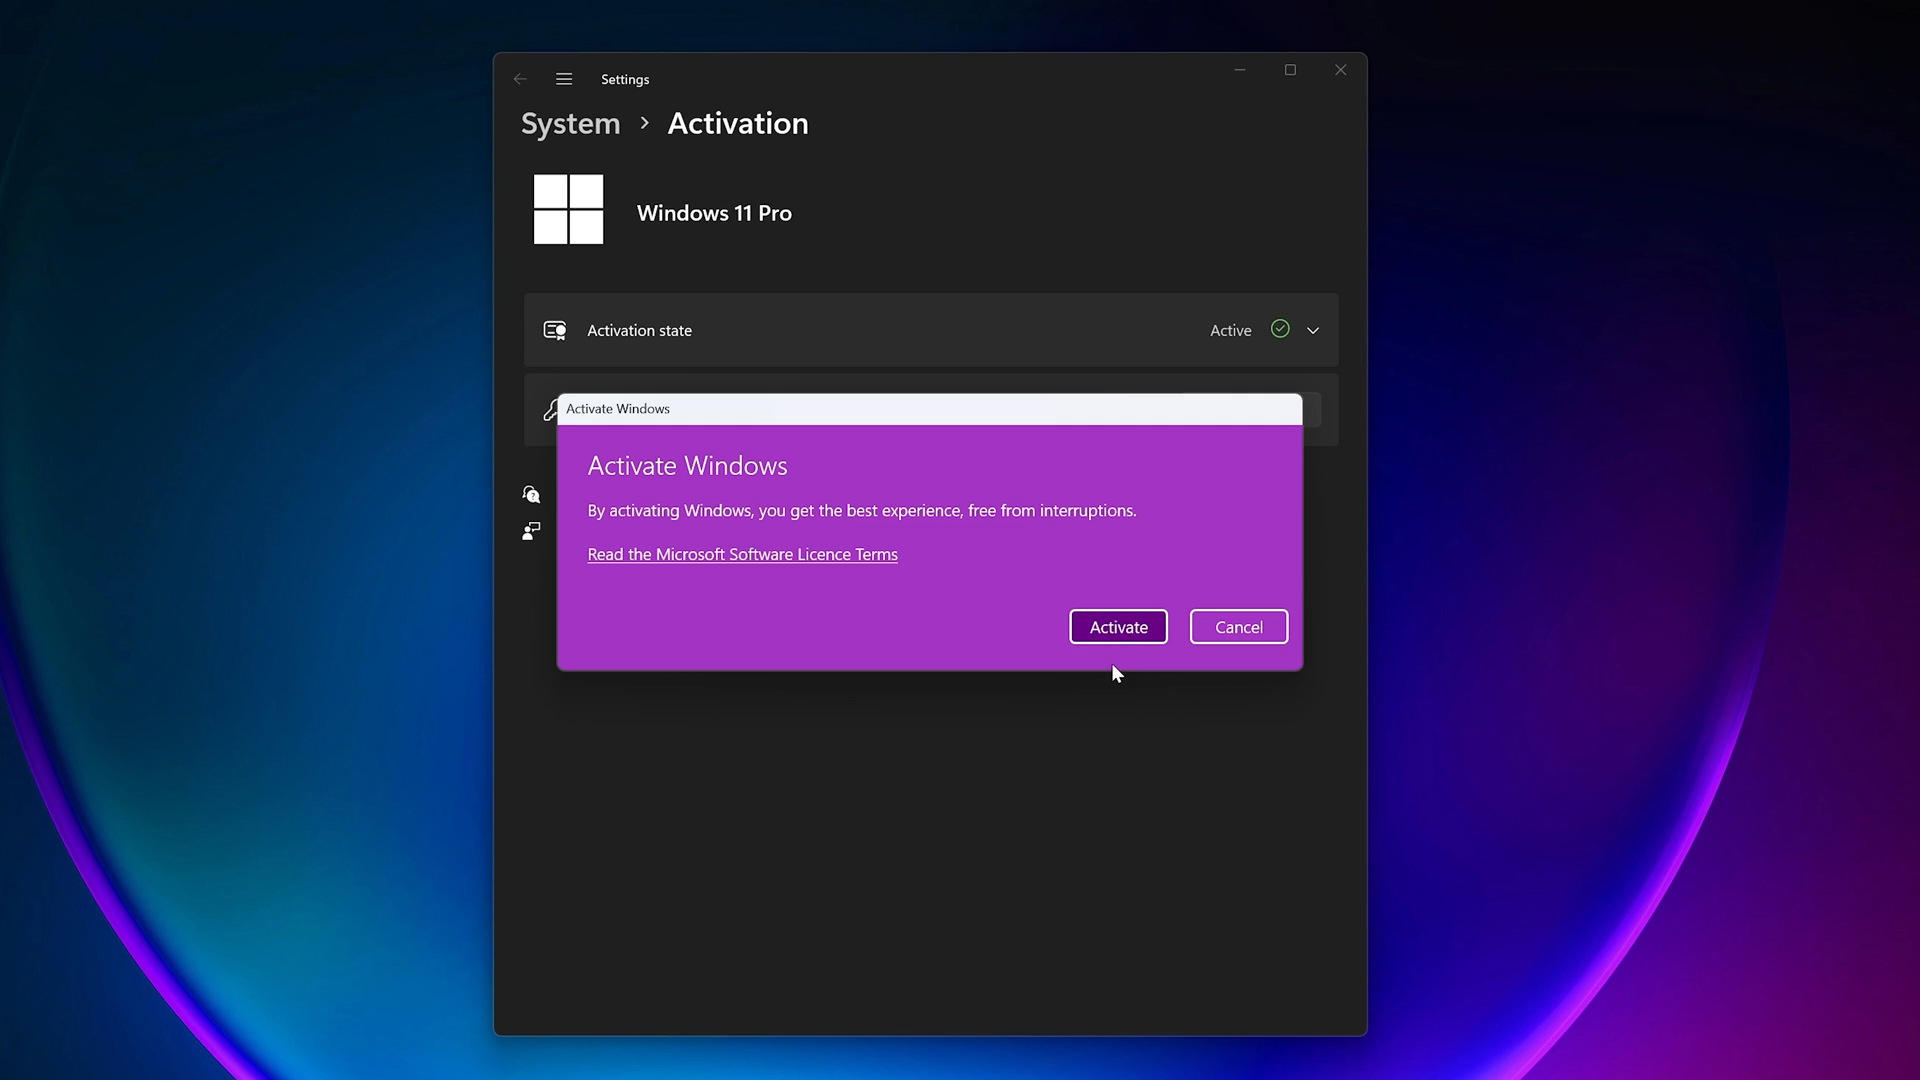 Settings
System > Activation
Windows 11 Pro
Activation state Active
Activate Windows
Activate Windows
By activating Windows, you get the best experience, free from interruptions.
Read the Microsoft Software Licence Terms
Activate Cancel